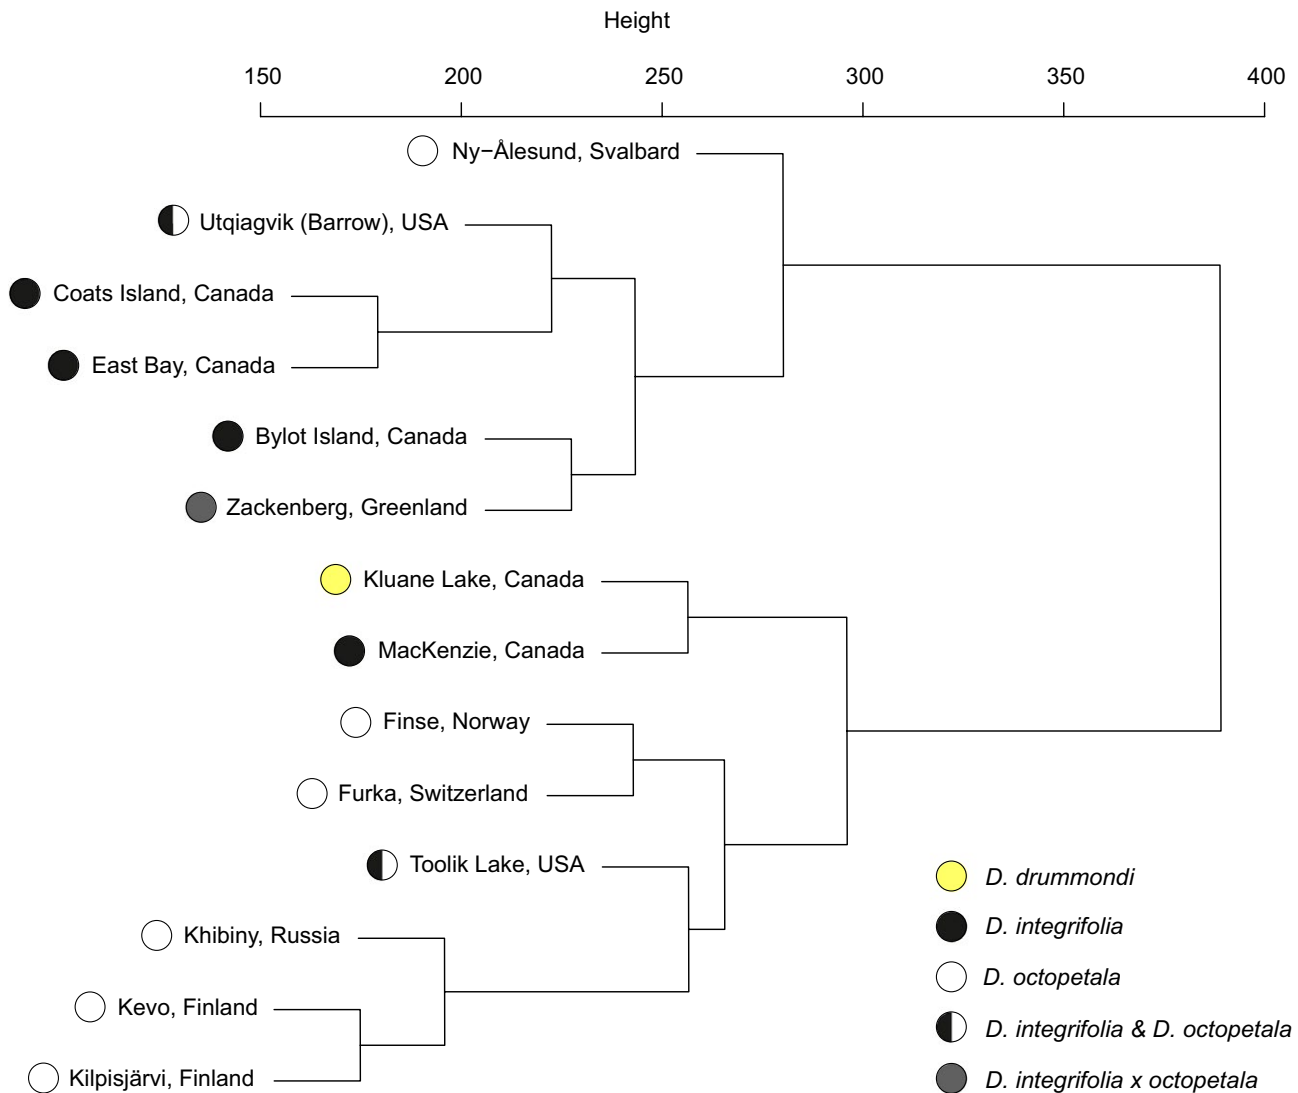 Height
150 200 250 300 350 400
Ny−Ålesund, Svalbard
Utqiagvik (Barrow), USA
Coats Island, Canada
East Bay, Canada
Bylot Island, Canada
Zackenberg, Greenland
Kluane Lake, Canada
MacKenzie, Canada
Finse, Norway
Furka, Switzerland
Toolik Lake, USA
Khibiny, Russia
Kevo, Finland
Kilpisjärvi, Finland
D. drummondi
D. integrifolia
D. octopetala
D. integrifolia & D. octopetala
D. integrifolia x octopetala